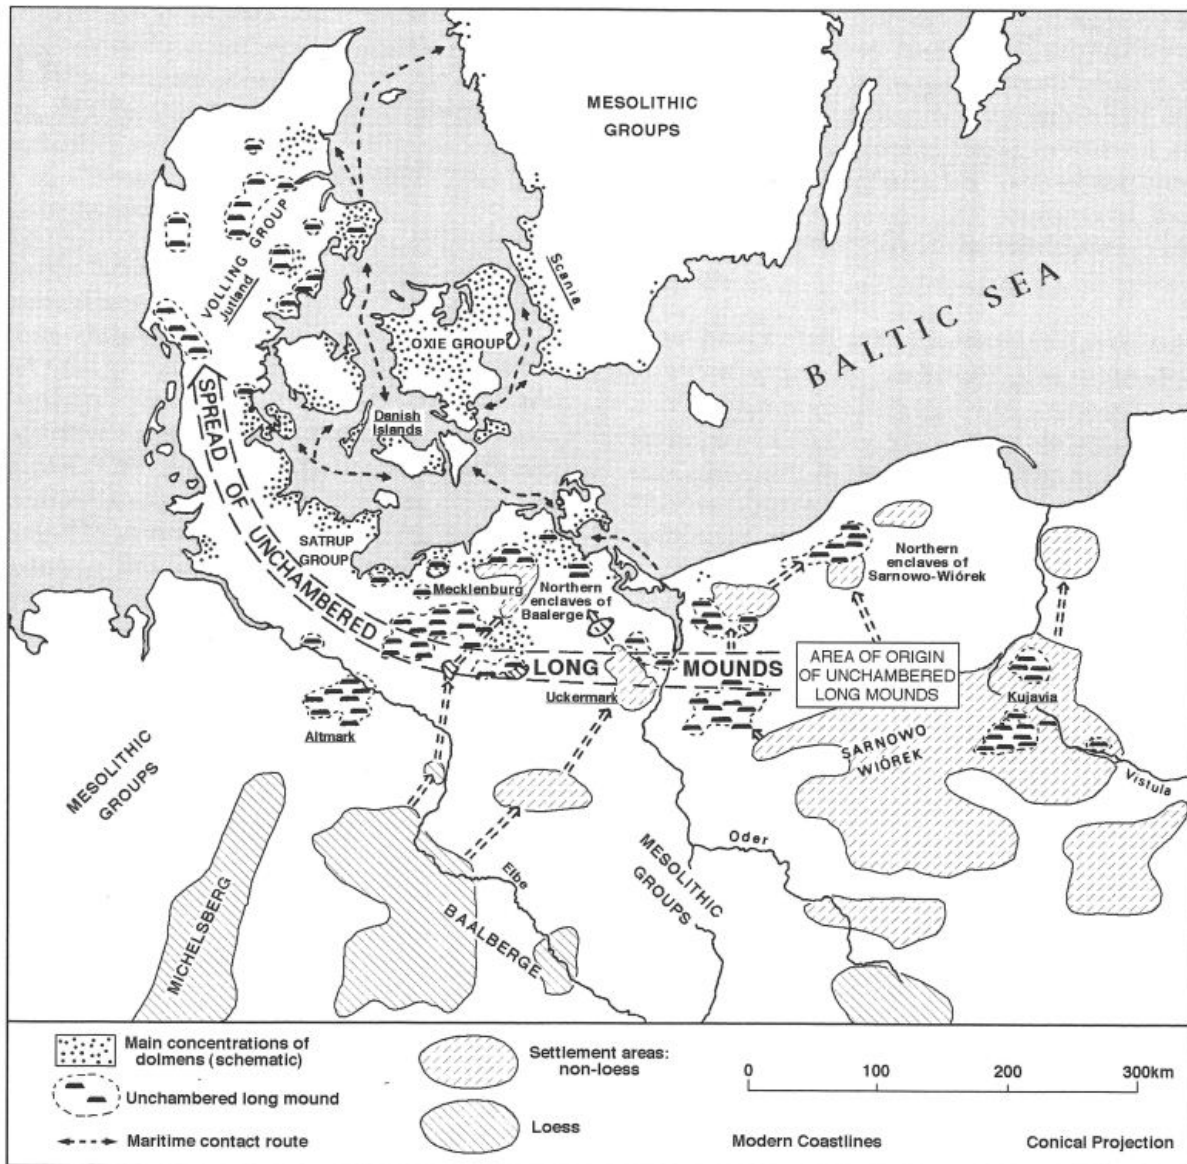 MESOLITHIC
GROUPS
VOLLING GROUP
Jutland
Scania
OXIE GROUP
BALTIC SEA
Danish
Islands
SPREAD OF UNCHAMBERED LONG MOUNDS
SATRUP
GROUP
Mecklenburg
Northern
enclaves of
Baalerge
Northern
enclaves of
Sarnowo-Wiórek
AREA OF ORIGIN
OF UNCHAMBERED
LONG MOUNDS
Uckermark
Kujavia
Altmark
SARNOWO
WIÓREK
MESOLITHIC
GROUPS
Vistula
Oder
MESOLITHIC
GROUPS
Elbe
MICHELSBERG
BAALBERGE
Main concentrations of
dolmens (schematic)
Unchambered long mound
Maritime contact route
Settlement areas:
non-loess
Loess
0 100 200 300km
Modern Coastlines Conical Projection